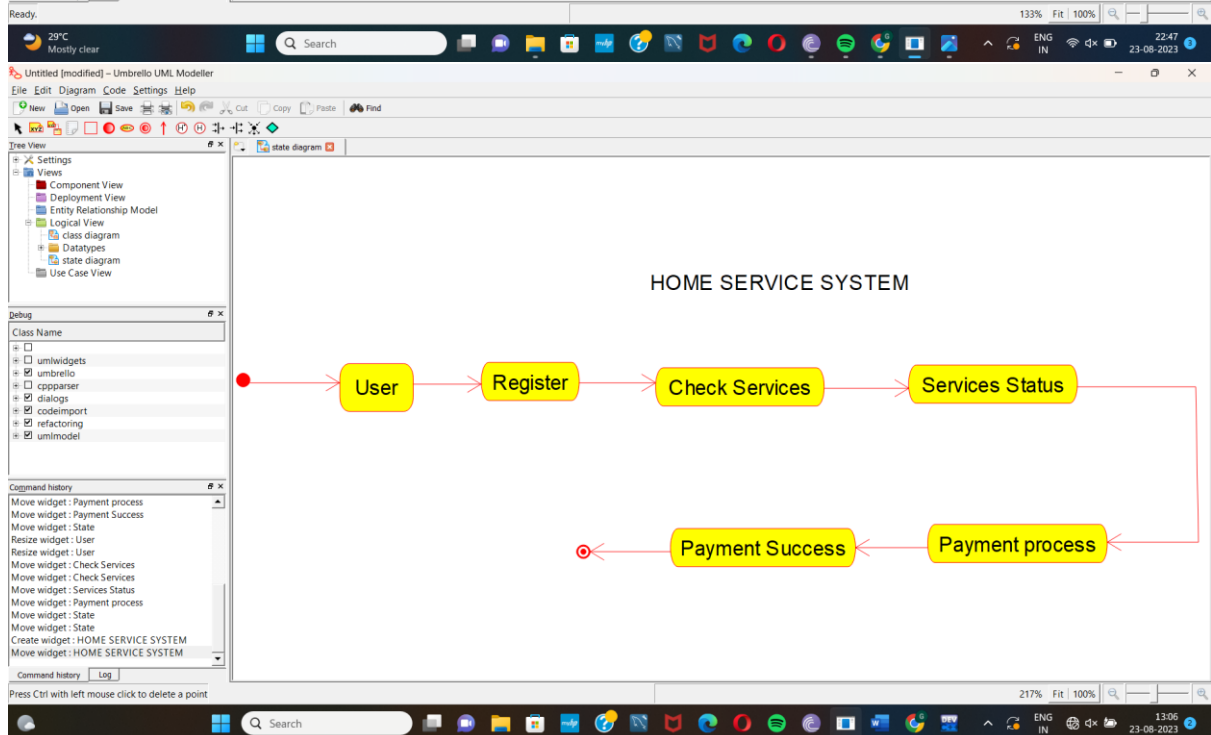 Ready.
133% Fit 100%
29°C
Mostly clear
Search
ENG
IN
22:47
23-08-2023
3
Untitled [modified] – Umbrello UML Modeller
File Edit Diagram Code Settings Help
New Open Save Cut Copy Paste Find
XYZ
Tree View
state diagram
Settings
Views
Component View
Deployment View
Entity Relationship Model
Logical View
class diagram
Datatypes
state diagram
Use Case View
Debug
Class Name
umlwidgets
umbrello
cppparser
dialogs
codeimport
refactoring
umlmodel
Command history
Move widget : Payment process
Move widget : Payment Success
Move widget : State
Resize widget : User
Resize widget : User
Move widget : Check Services
Move widget : Check Services
Move widget : Services Status
Move widget : Payment process
Move widget : State
Move widget : State
Create widget : HOME SERVICE SYSTEM
Move widget : HOME SERVICE SYSTEM
Command history Log
HOME SERVICE SYSTEM
User
Register
Check Services
Services Status
Payment process
Payment Success
Press Ctrl with left mouse click to delete a point
217% Fit 100%
Search
DEV
ENG
IN
13:06
23-08-2023
2